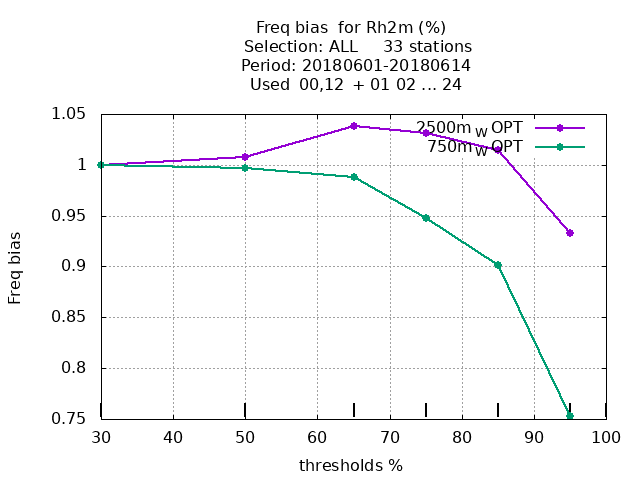 Freq bias  for Rh2m (%)
Selection: ALL     33 stations
Period: 20180601-20180614
Used  00,12  + 01 02 ... 24
2500m W OPT
750m W OPT
1.05
1
0.95
0.9
0.85
0.8
0.75
Freq bias
30 40 50 60 70 80 90 100
thresholds %